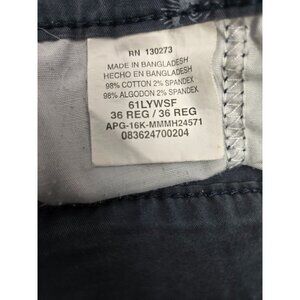 RN 130273
MADE IN BANGLADESH
HECHO EN BANGLADESH
98% COTTON 2% SPANDEX
98% ALGODON 2% SPANDEX
61LYWSF
36 REG / 36 REG
APG-16K-MMMH24571
083624700204